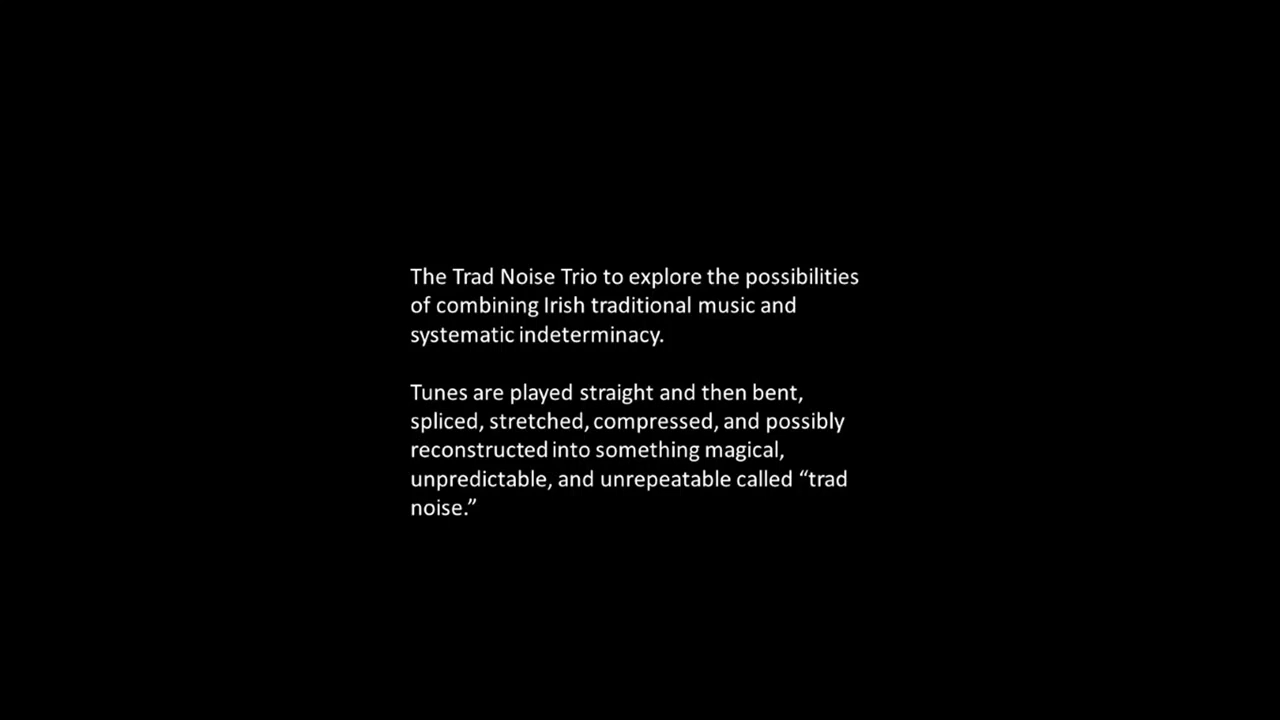 The Trad Noise Trio to explore the possibilities
of combining Irish traditional music and
systematic indeterminacy.
Tunes are played straight and then bent,
spliced, stretched, compressed, and possibly
reconstructed into something magical,
unpredictable, and unrepeatable called “trad
noise.”